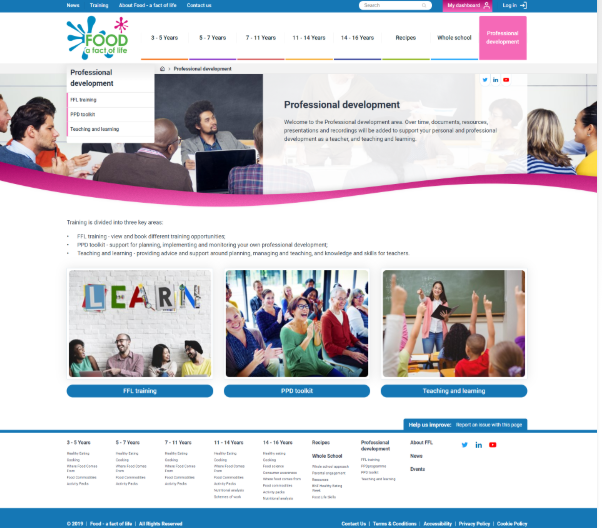 News Training About Food - a fact of life Contact us Search My dashboard Log in
FOOD
a fact of life
3 - 5 Years 5 - 7 Years 7 - 11 Years 11 - 14 Years 14 - 16 Years Recipes Whole school Professional
development
Professional
development
FFL training
PPD toolkit
Teaching and learning
› Professional development
Professional development
Welcome to the Professional development area. Over time, documents, resources,
presentations and recordings will be added to support your personal and professional
development as a teacher, and teaching and learning.
Training is divided into three key areas:
• FFL training - view and book different training opportunities;
• PPD toolkit - support for planning, implementing and monitoring your own professional development;
• Teaching and learning - providing advice and support around planning, managing and teaching, and knowledge and skills for teachers.
LEARN
FFL training PPD toolkit Teaching and learning
Help us improve: Report an issue with this page
3 - 5 Years
Healthy Eating
Cooking
Where Food Comes
From
Food Commodities
Activity Packs
5 - 7 Years
Healthy Eating
Cooking
Where Food Comes
From
Food Commodities
Activity Packs
7 - 11 Years
Healthy Eating
Cooking
Where Food Comes
From
Food Commodities
Activity Packs
11 - 14 Years
Healthy Eating
Cooking
Where Food Comes
From
Food Commodities
Activity Packs
Nutritional analysis
Schemes of work
14 - 16 Years
Healthy eating
Cooking
Food science
Consumer awareness
Where food comes from
Food commodities
Activity packs
Nutritional analysis
Recipes
Whole School
Whole school approach
Parental engagement
Resources
BNF Healthy Eating
Week
Food Life Skills
Professional
development
FFL training
PPD toolkit
Teaching and learning
About FFL
News
Events
© 2019 | Food - a fact of life | All Rights Reserved
Contact Us | Terms & Conditions | Accessibility | Privacy Policy | Cookie Policy